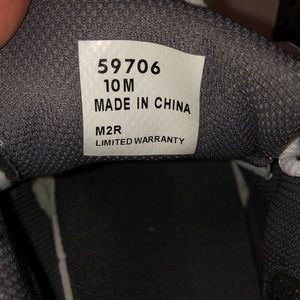 59706
10M
MADE IN CHINA
M2R
LIMITED WARRANTY